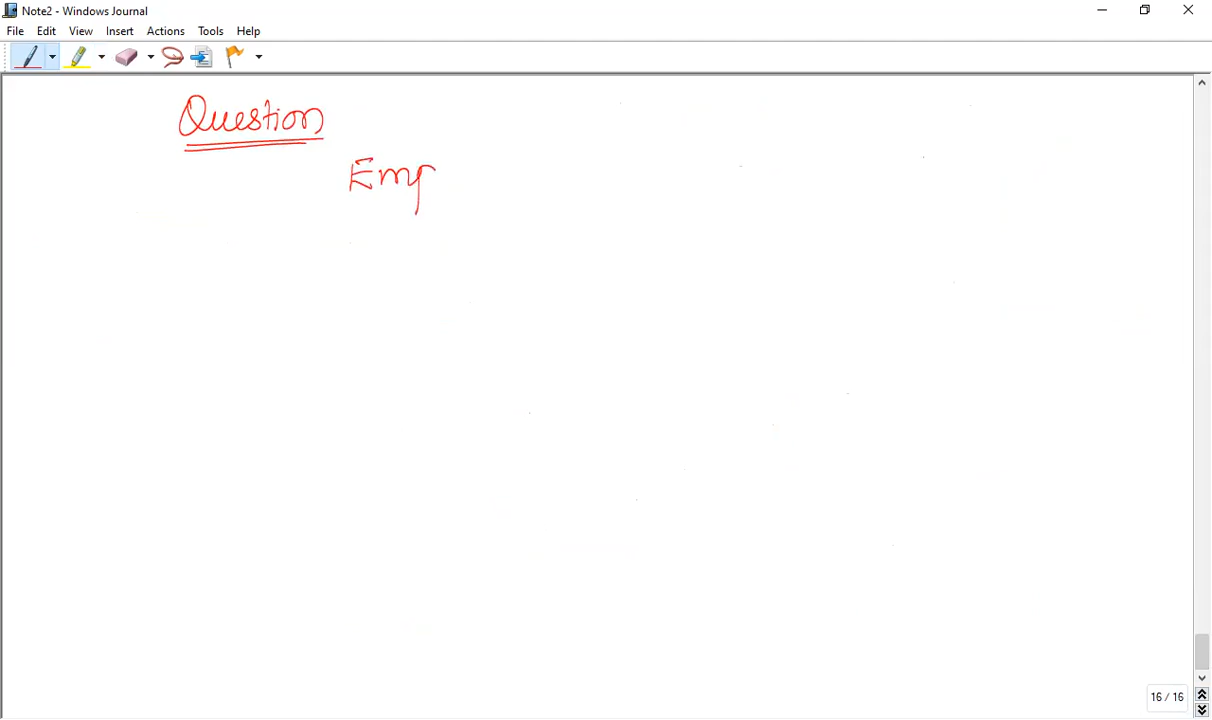 Note2 - Windows Journal
File Edit View Insert Actions Tools Help
Question
Emp
16 / 16